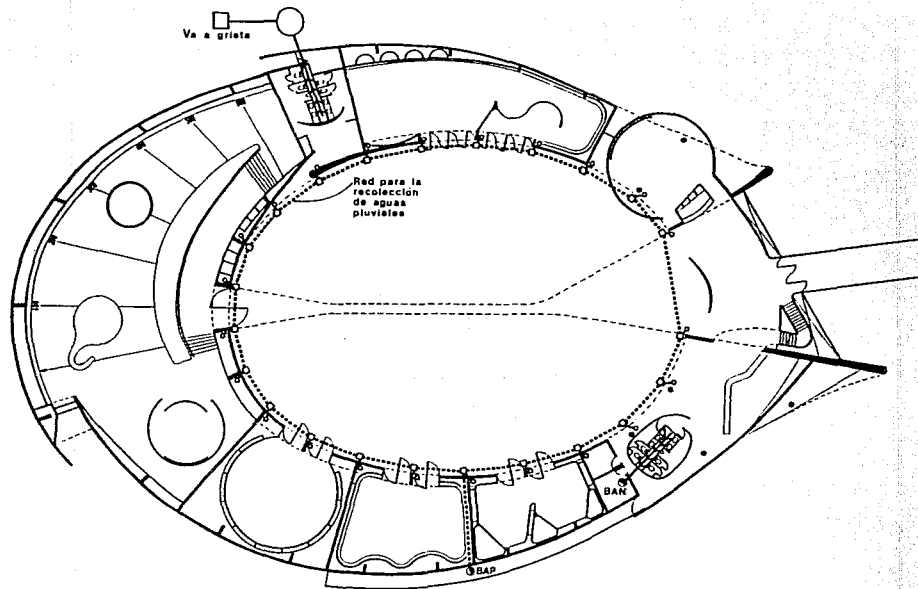 Va a grieta
Red para la
recolección
de aguas
pluviales
BAN
BAP